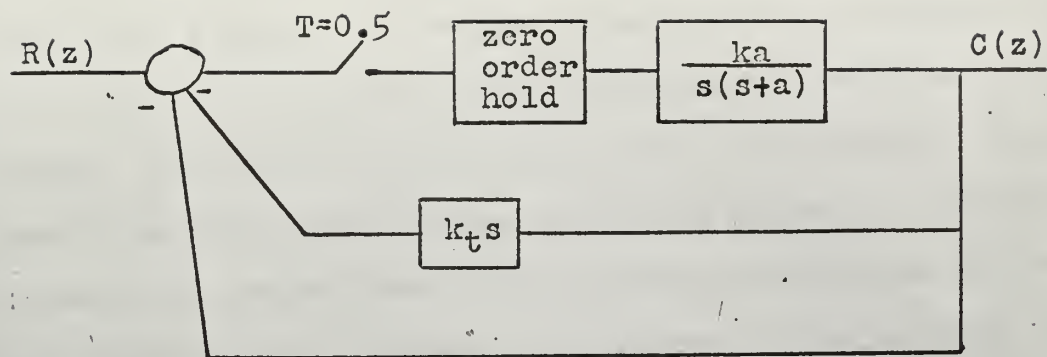 R(z)
T=0.5
zero
order
hold
ka
s(s+a)
C(z)
-
-
k_t s